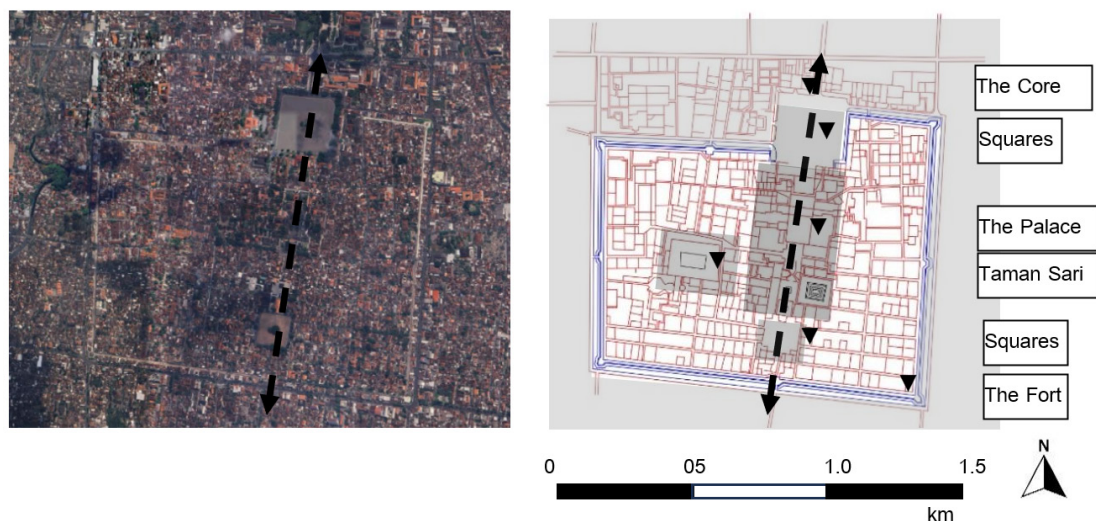 The Core
Squares
The Palace
Taman Sari
Squares
The Fort
N
0 05 1.0 1.5
km